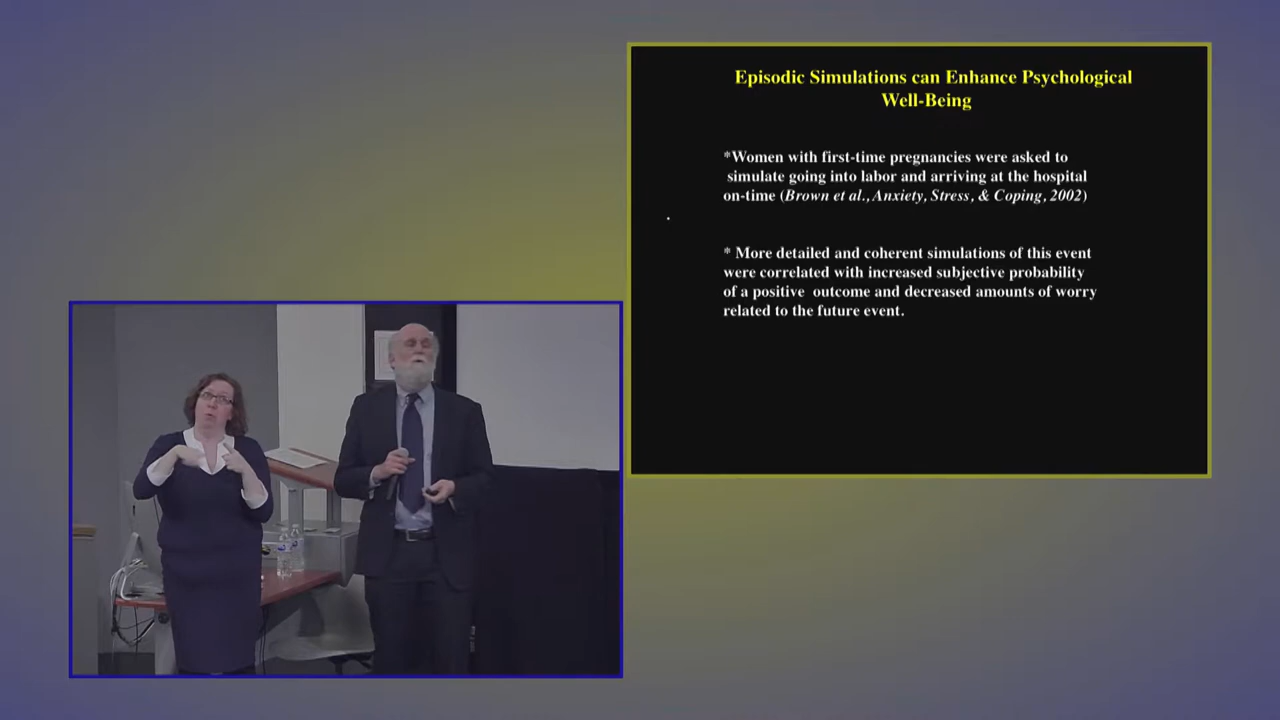 Episodic Simulations can Enhance Psychological
Well-Being
*Women with first-time pregnancies were asked to
simulate going into labor and arriving at the hospital
on-time (Brown et al., Anxiety, Stress, & Coping, 2002)
* More detailed and coherent simulations of this event
were correlated with increased subjective probability
of a positive outcome and decreased amounts of worry
related to the future event.